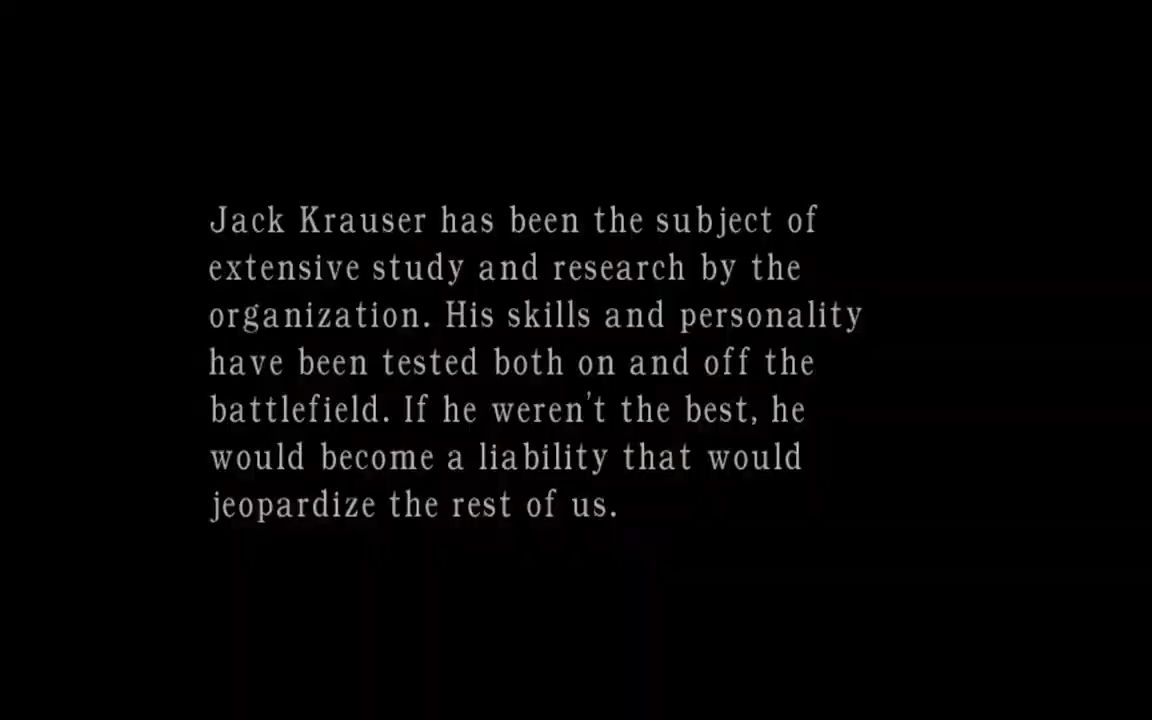 Jack Krauser has been the subject of
extensive study and research by the
organization. His skills and personality
have been tested both on and off the
battlefield. If he weren't the best, he
would become a liability that would
jeopardize the rest of us.